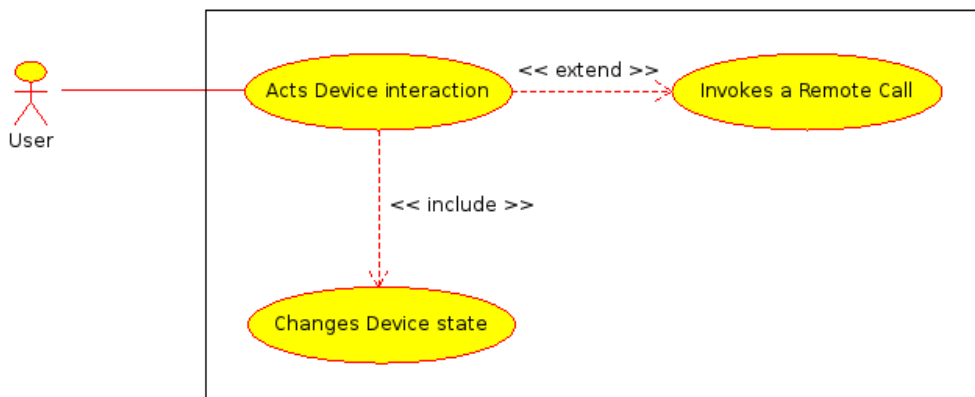 User
Acts Device interaction
<< extend >>
Invokes a Remote Call
<< include >>
Changes Device state